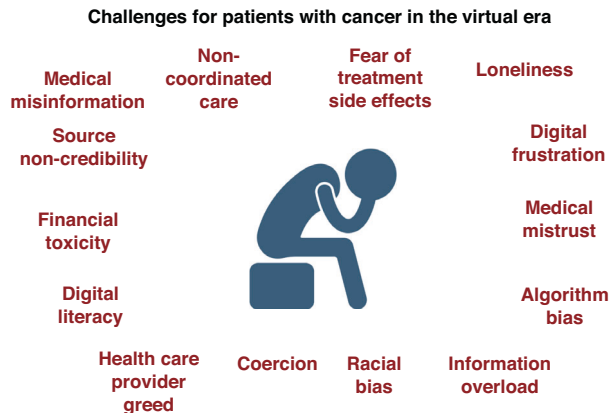 Challenges for patients with cancer in the virtual era
Medical
misinformation
Non-
coordinated
care
Fear of
treatment
side effects
Loneliness
Source
non-credibility
Digital
frustration
Financial
toxicity
Medical
mistrust
Digital
literacy
Algorithm
bias
Health care
provider
greed
Coercion
Racial
bias
Information
overload